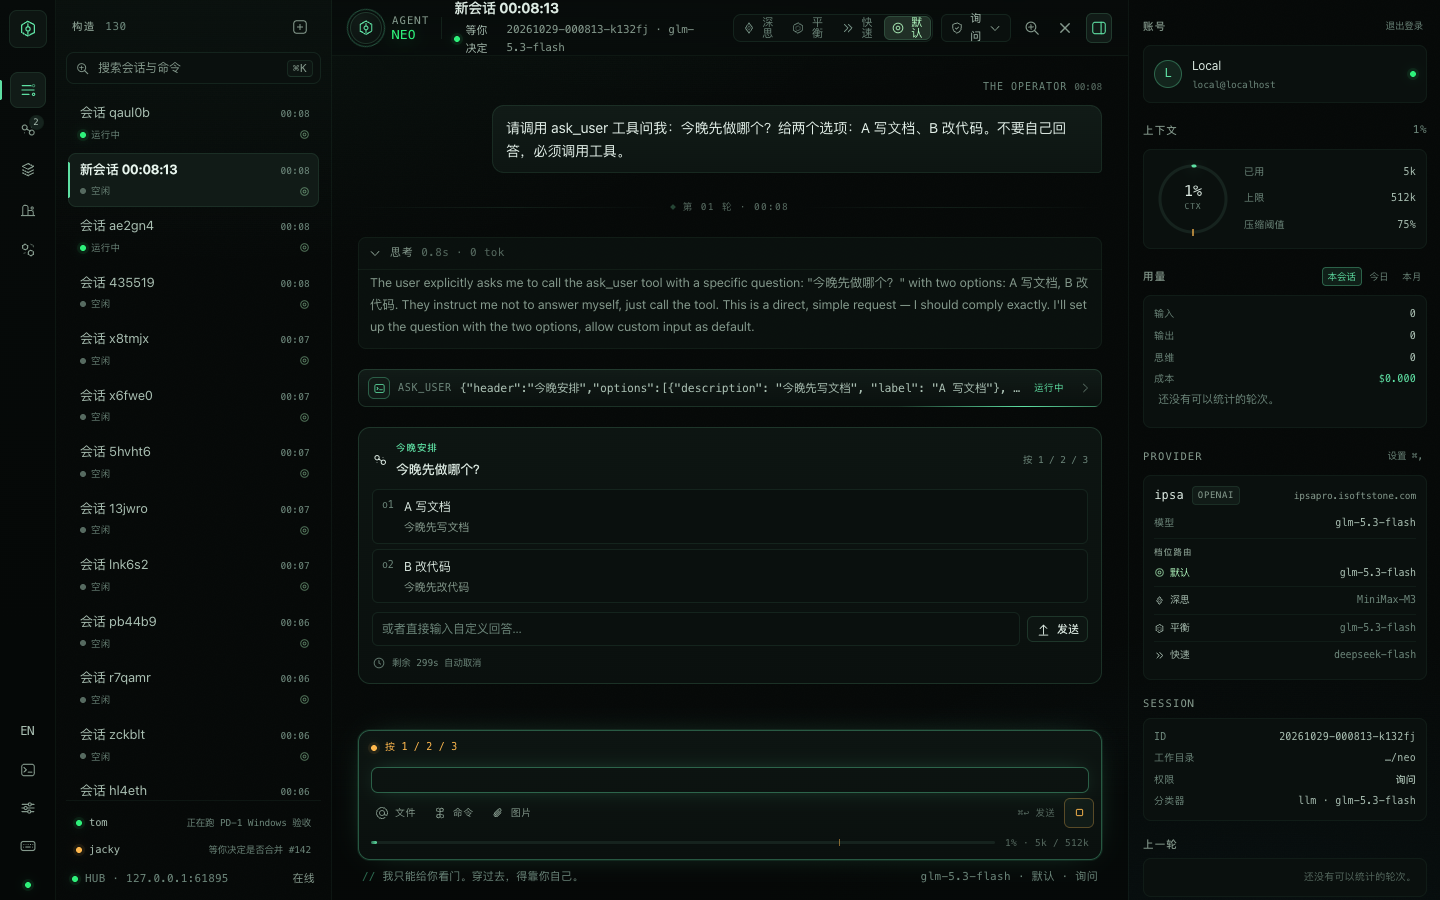 构造 130
搜索会话与命令 ⌘K
会话 qaul0b 00:08
运行中
新会话 00:08:13 00:08
空闲
会话 ae2gn4 00:08
运行中
会话 435519 00:08
空闲
会话 x8tmjx 00:07
空闲
会话 x6fwe0 00:07
空闲
会话 5hvht6 00:07
空闲
会话 13jwro 00:07
空闲
会话 lnk6s2 00:07
空闲
会话 pb44b9 00:06
空闲
会话 r7qamr 00:06
空闲
会话 zckblt 00:06
空闲
会话 hl4eth 00:06
2
EN
tom 正在跑 PD-1 Windows 验收
jacky 等你决定是否合并 #142
HUB · 127.0.0.1:61895 在线
AGENT
NEO
新会话 00:08:13
等你
决定
20261029-000813-k132fj · glm-
5.3-flash
深思
平衡
快速
默认
询问
THE OPERATOR 00:08
请调用 ask_user 工具问我：今晚先做哪个？给两个选项：A 写文档、B 改代码。不要自己回
答，必须调用工具。
第 01 轮 · 00:08
思考 0.8s · 0 tok
The user explicitly asks me to call the ask_user tool with a specific question: "今晚先做哪个？" with two options: A 写文档, B 改
代码. They instruct me not to answer myself, just call the tool. This is a direct, simple request — I should comply exactly. I'll set
up the question with the two options, allow custom input as default.
ASK_USER {"header":"今晚安排","options":[{"description": "今晚先写文档", "label": "A 写文档"}, … 运行中
今晚安排
今晚先做哪个?
按 1 / 2 / 3
o1 A 写文档
今晚先写文档
o2 B 改代码
今晚先改代码
或者直接输入自定义回答…
发送
剩余 299s 自动取消
按 1 / 2 / 3
@ 文件 ⌘ 命令 图片
⌘↩ 发送
1% · 5k / 512k
// 我只能给你看门。穿过去，得靠你自己。
glm-5.3-flash · 默认 · 询问
账号 退出登录
L
Local
local@localhost
上下文 1%
1%
CTX
已用 5k
上限 512k
压缩阈值 75%
用量 本会话 今日 本月
输入 0
输出 0
思维 0
成本 $0.000
还没有可以统计的轮次。
PROVIDER 设置 ⌘,
ipsa OPENAI ipsapro.isoftstone.com
模型 glm-5.3-flash
档位路由
默认 glm-5.3-flash
深思 MiniMax-M3
平衡 glm-5.3-flash
快速 deepseek-flash
SESSION
ID 20261029-000813-k132fj
工作目录 …/neo
权限 询问
分类器 llm · glm-5.3-flash
上一轮
还没有可以统计的轮次。